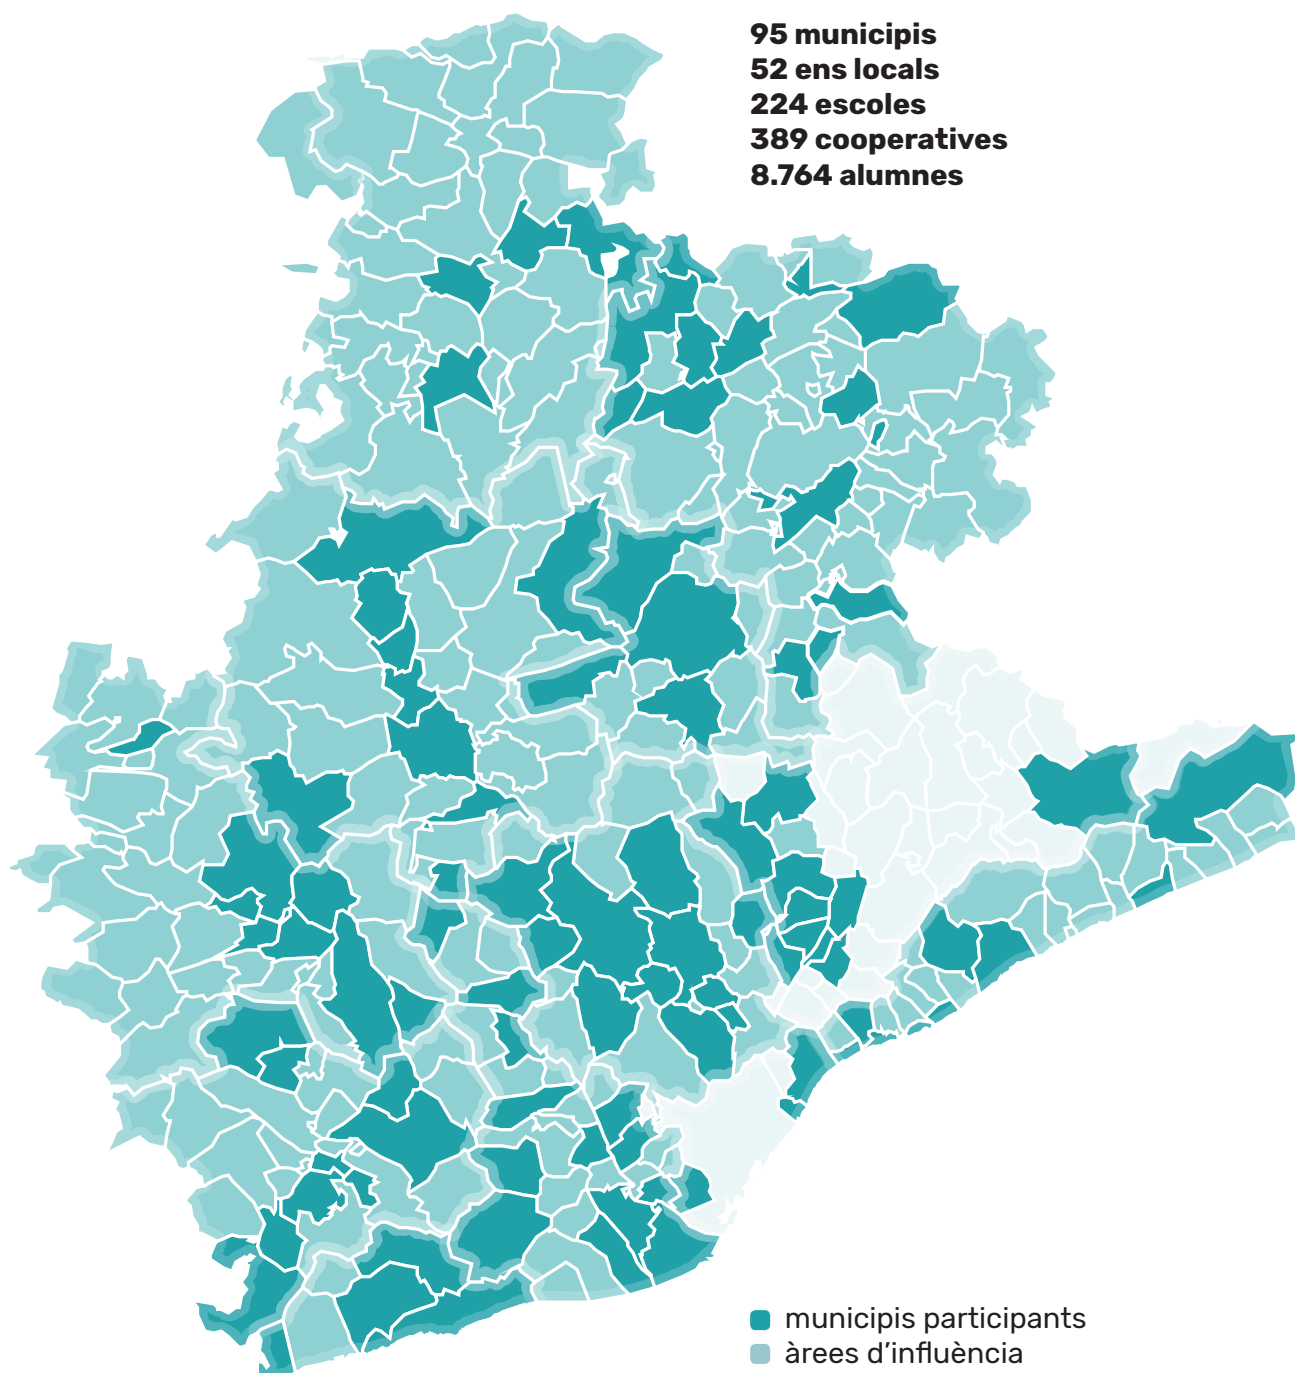 95 municipis
52 ens locals
224 escoles
389 cooperatives
8.764 alumnes
municipis participants
àrees d’influència